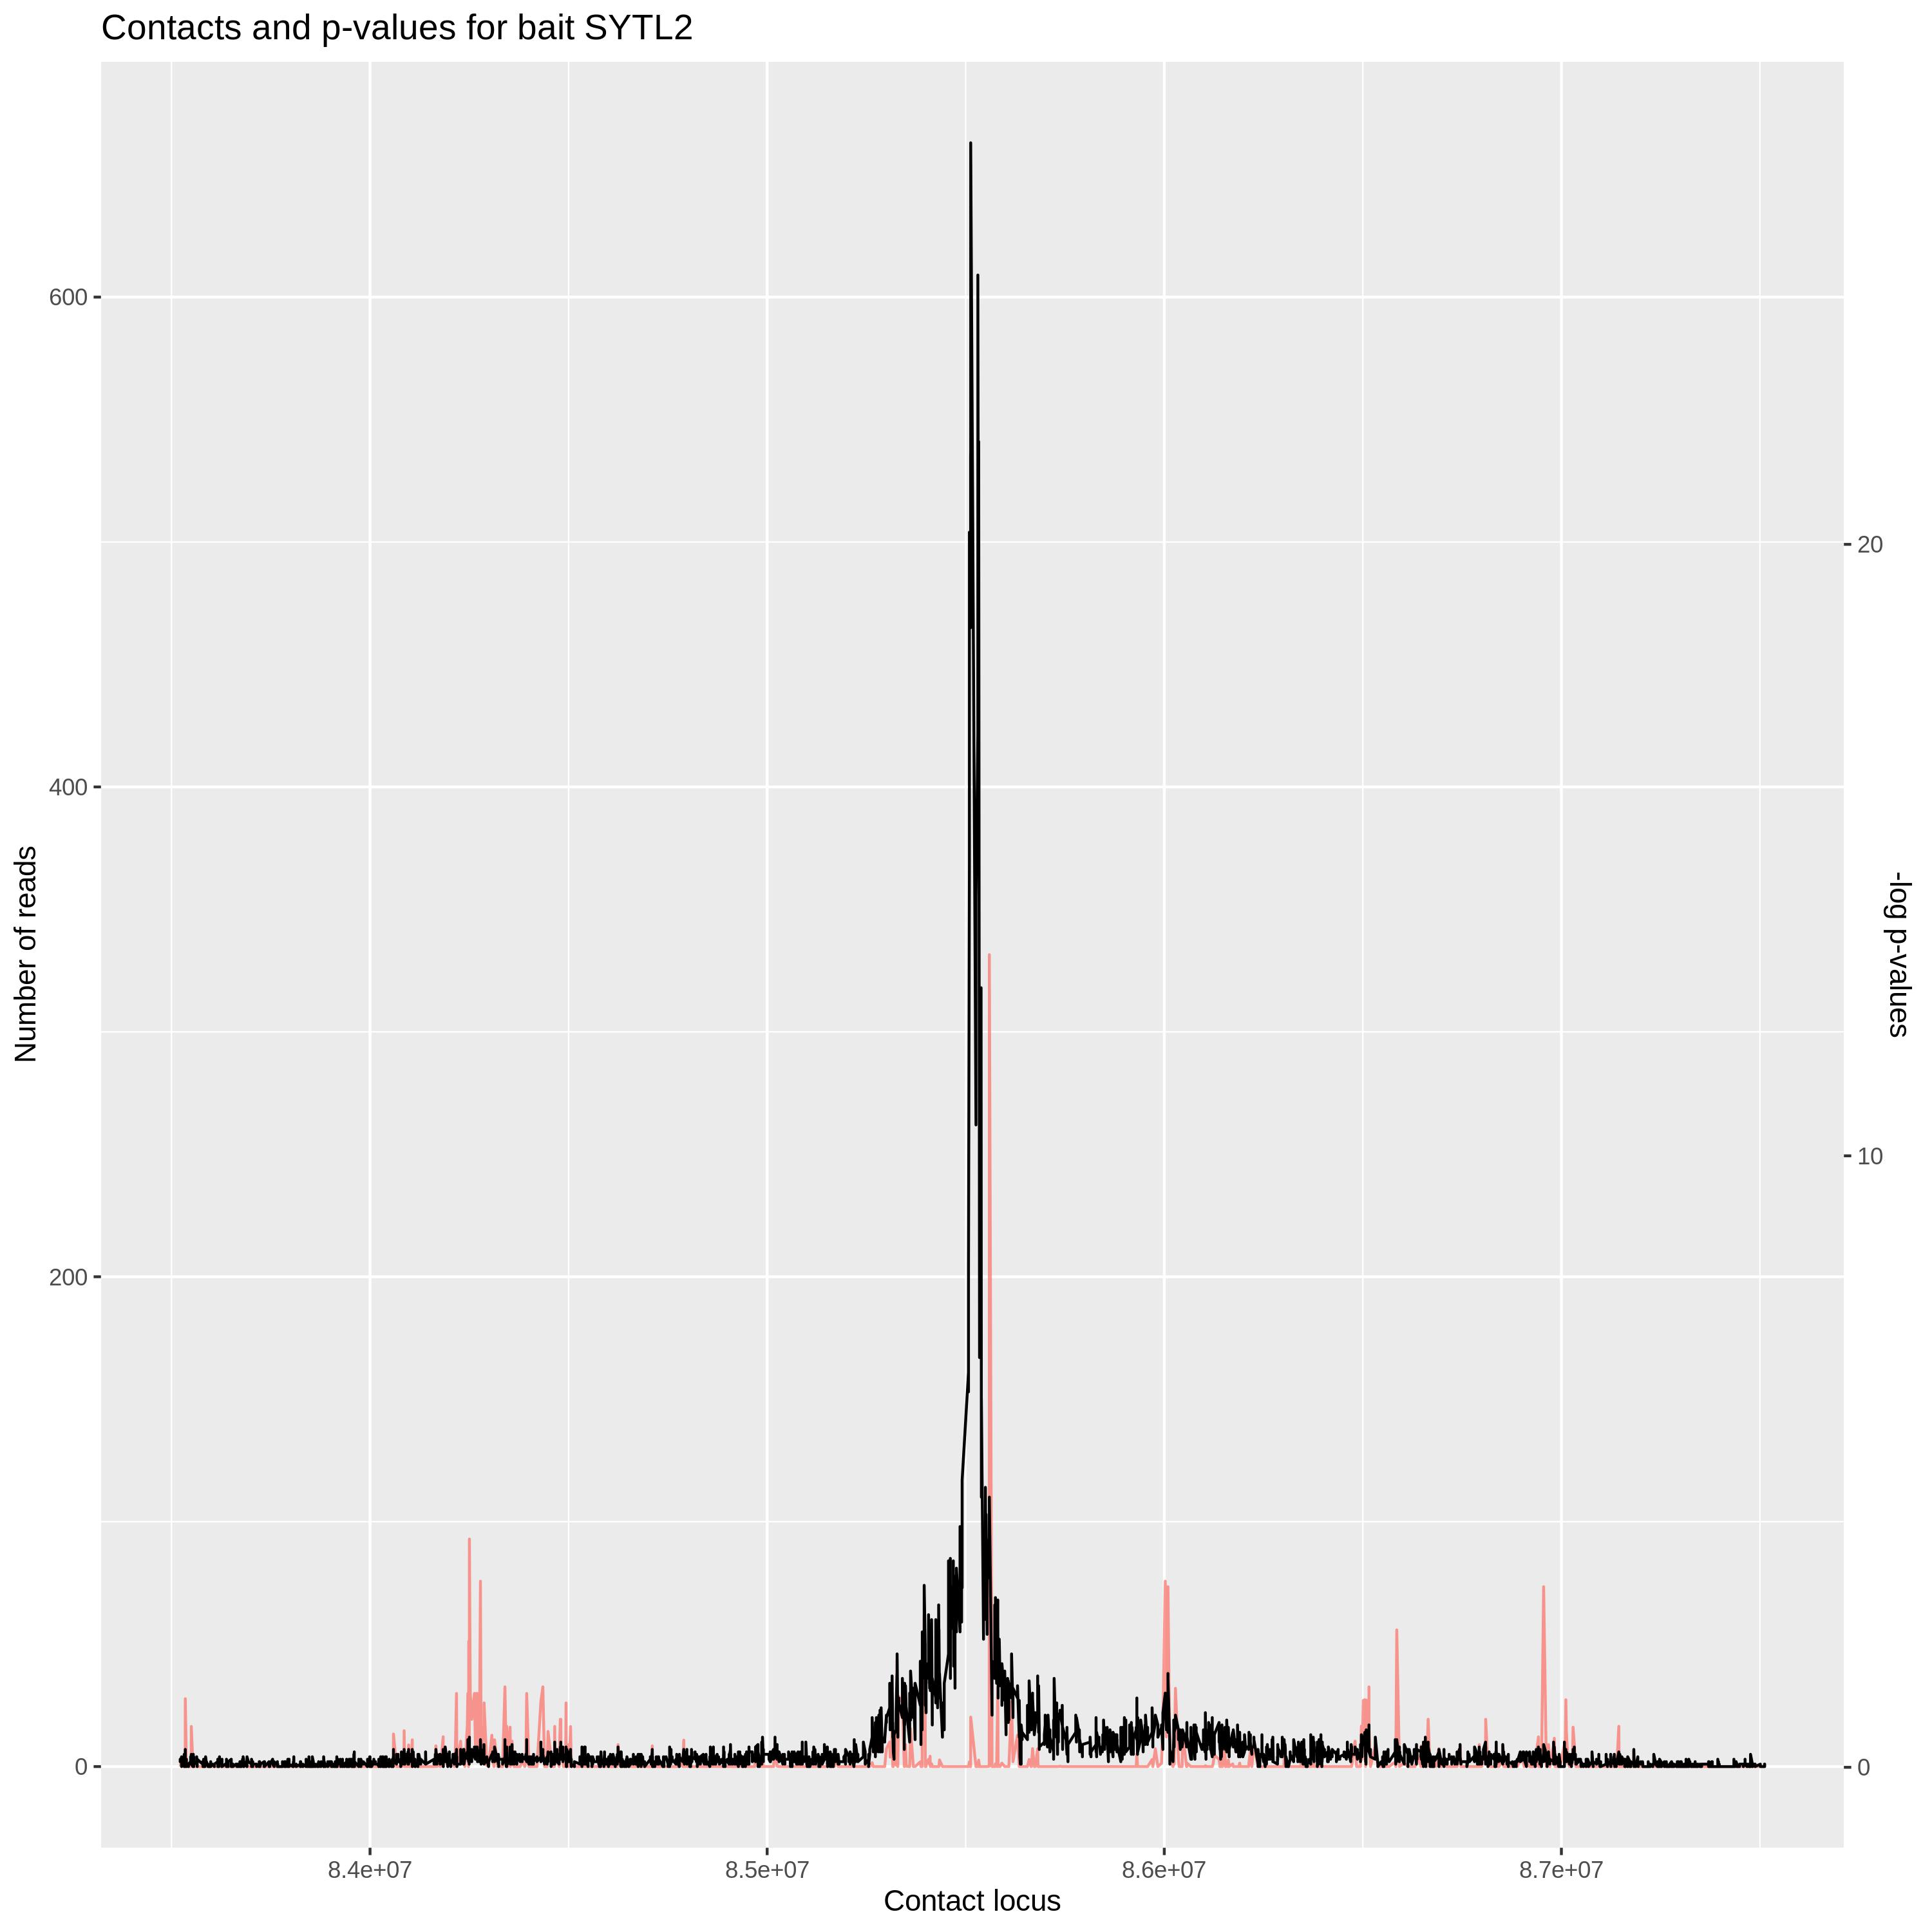 Contacts and p-values for bait SYTL2
600
400
200
0
Number of reads
20
10
0
-log p-values
8.4e+07
8.5e+07
8.6e+07
8.7e+07
Contact locus